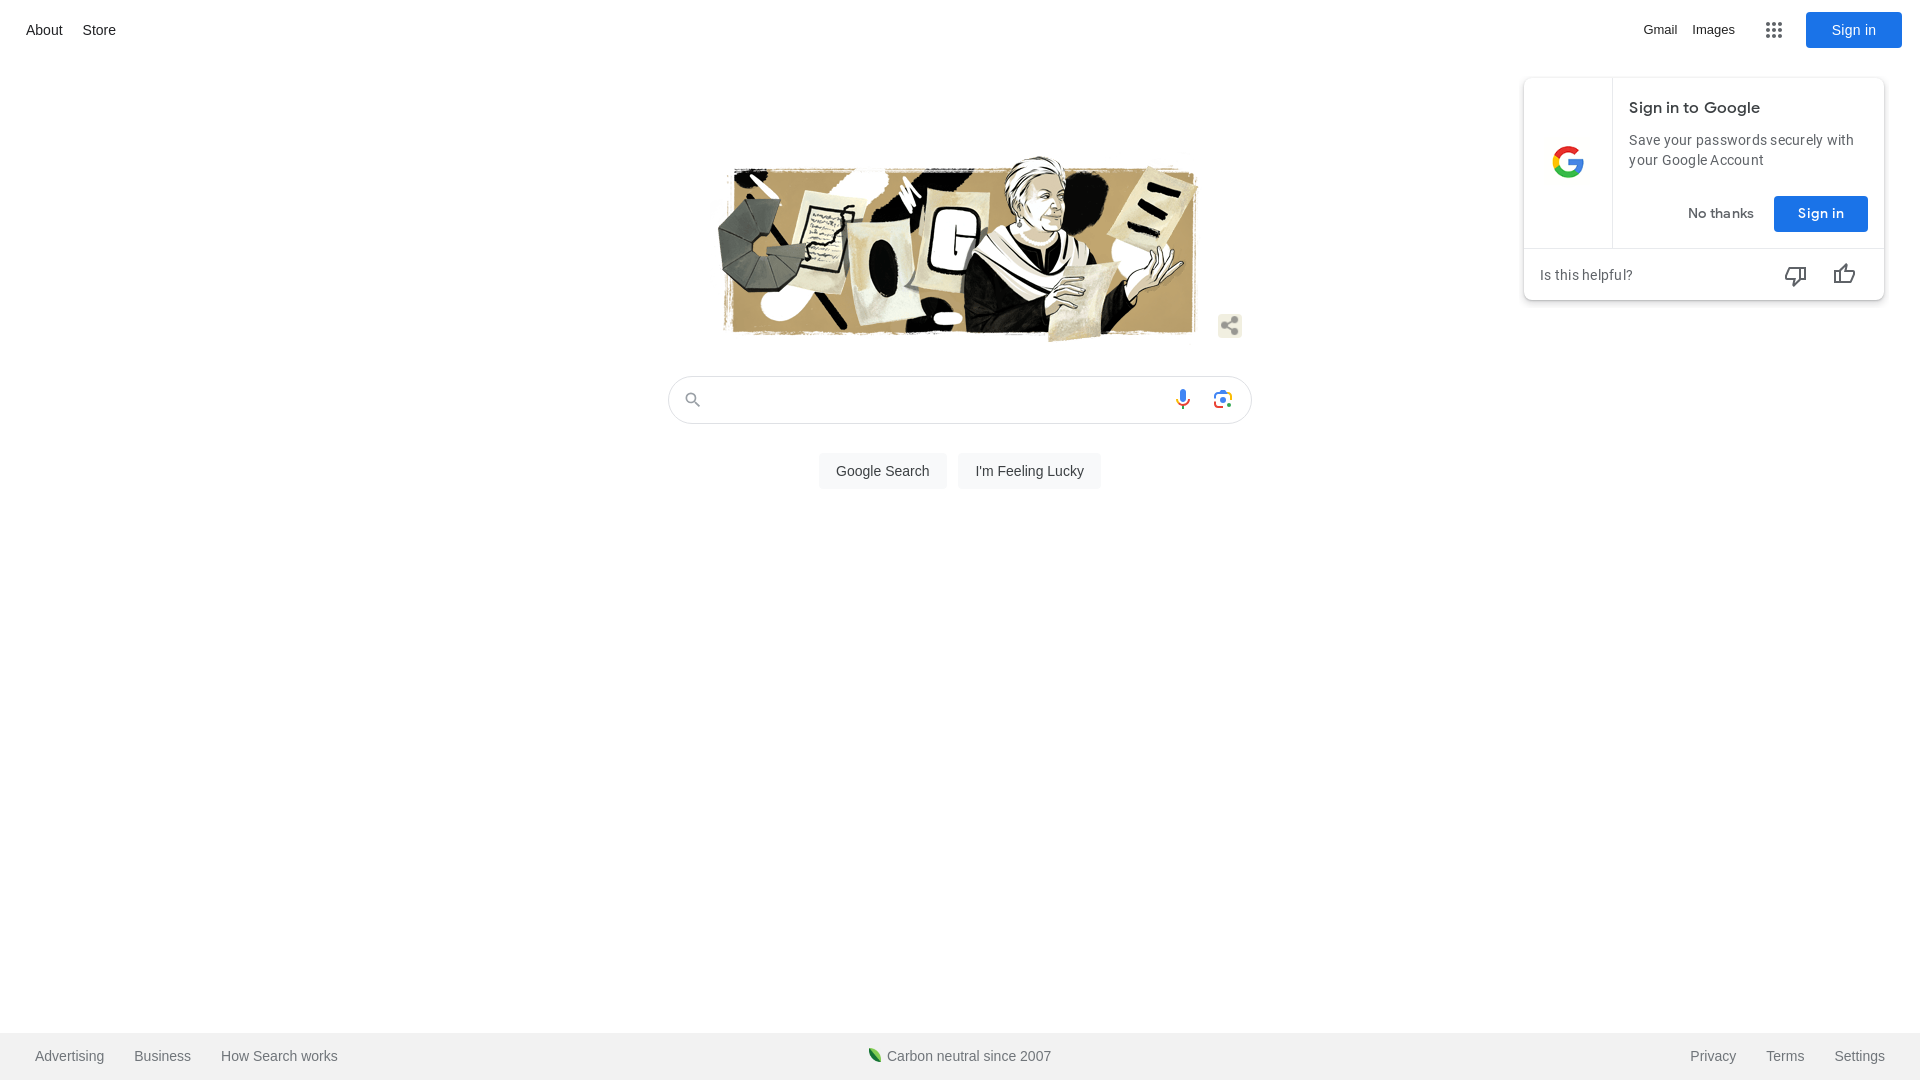 About
Store
Gmail
Images
Sign in
Sign in to Google
Save your passwords securely with
your Google Account
No thanks
Sign in
Is this helpful?
G
Google Search
I'm Feeling Lucky
Advertising
Business
How Search works
Carbon neutral since 2007
Privacy
Terms
Settings